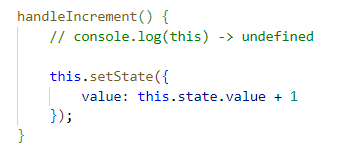 handleIncrement() {
// console.log(this) -> undefined
this.setState({
value: this.state.value + 1
});
}